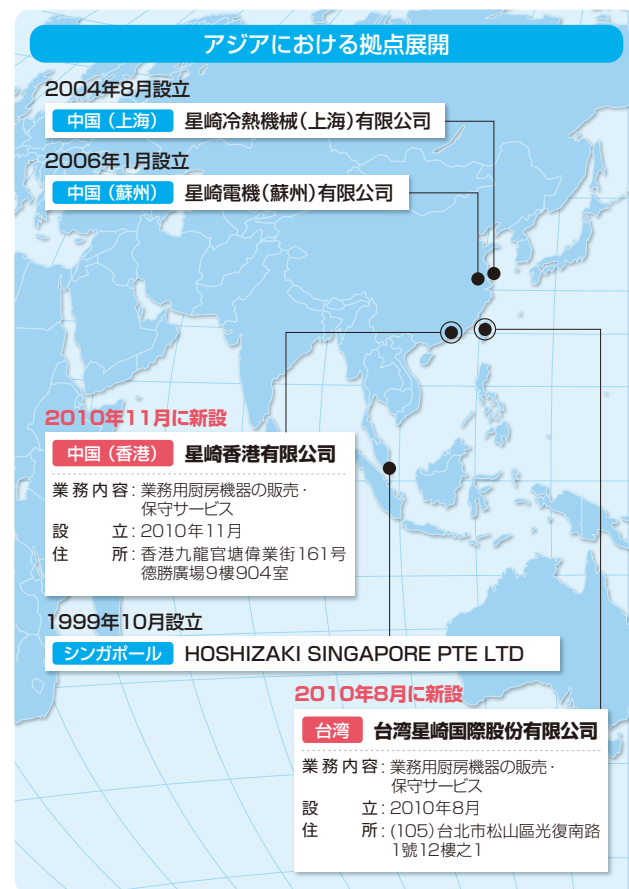 アジアにおける拠点展開
2004年8月設立
中国（上海） 星崎冷熱機械（上海）有限公司
2006年1月設立
中国（蘇州） 星崎電機（蘇州）有限公司
2010年11月に新設
中国（香港） 星崎香港有限公司
業務内容：業務用厨房機器の販売・
保守サービス
設　　立：2010年11月
住　　所：香港九龍官塘偉業街161号
德勝廣場9樓904室
1999年10月設立
シンガポール HOSHIZAKI SINGAPORE PTE LTD
2010年8月に新設
台湾 台湾星崎国際股份有限公司
業務内容：業務用厨房機器の販売・
保守サービス
設　　立：2010年8月
住　　所：(105)台北市松山區光復南路
1號12樓之1